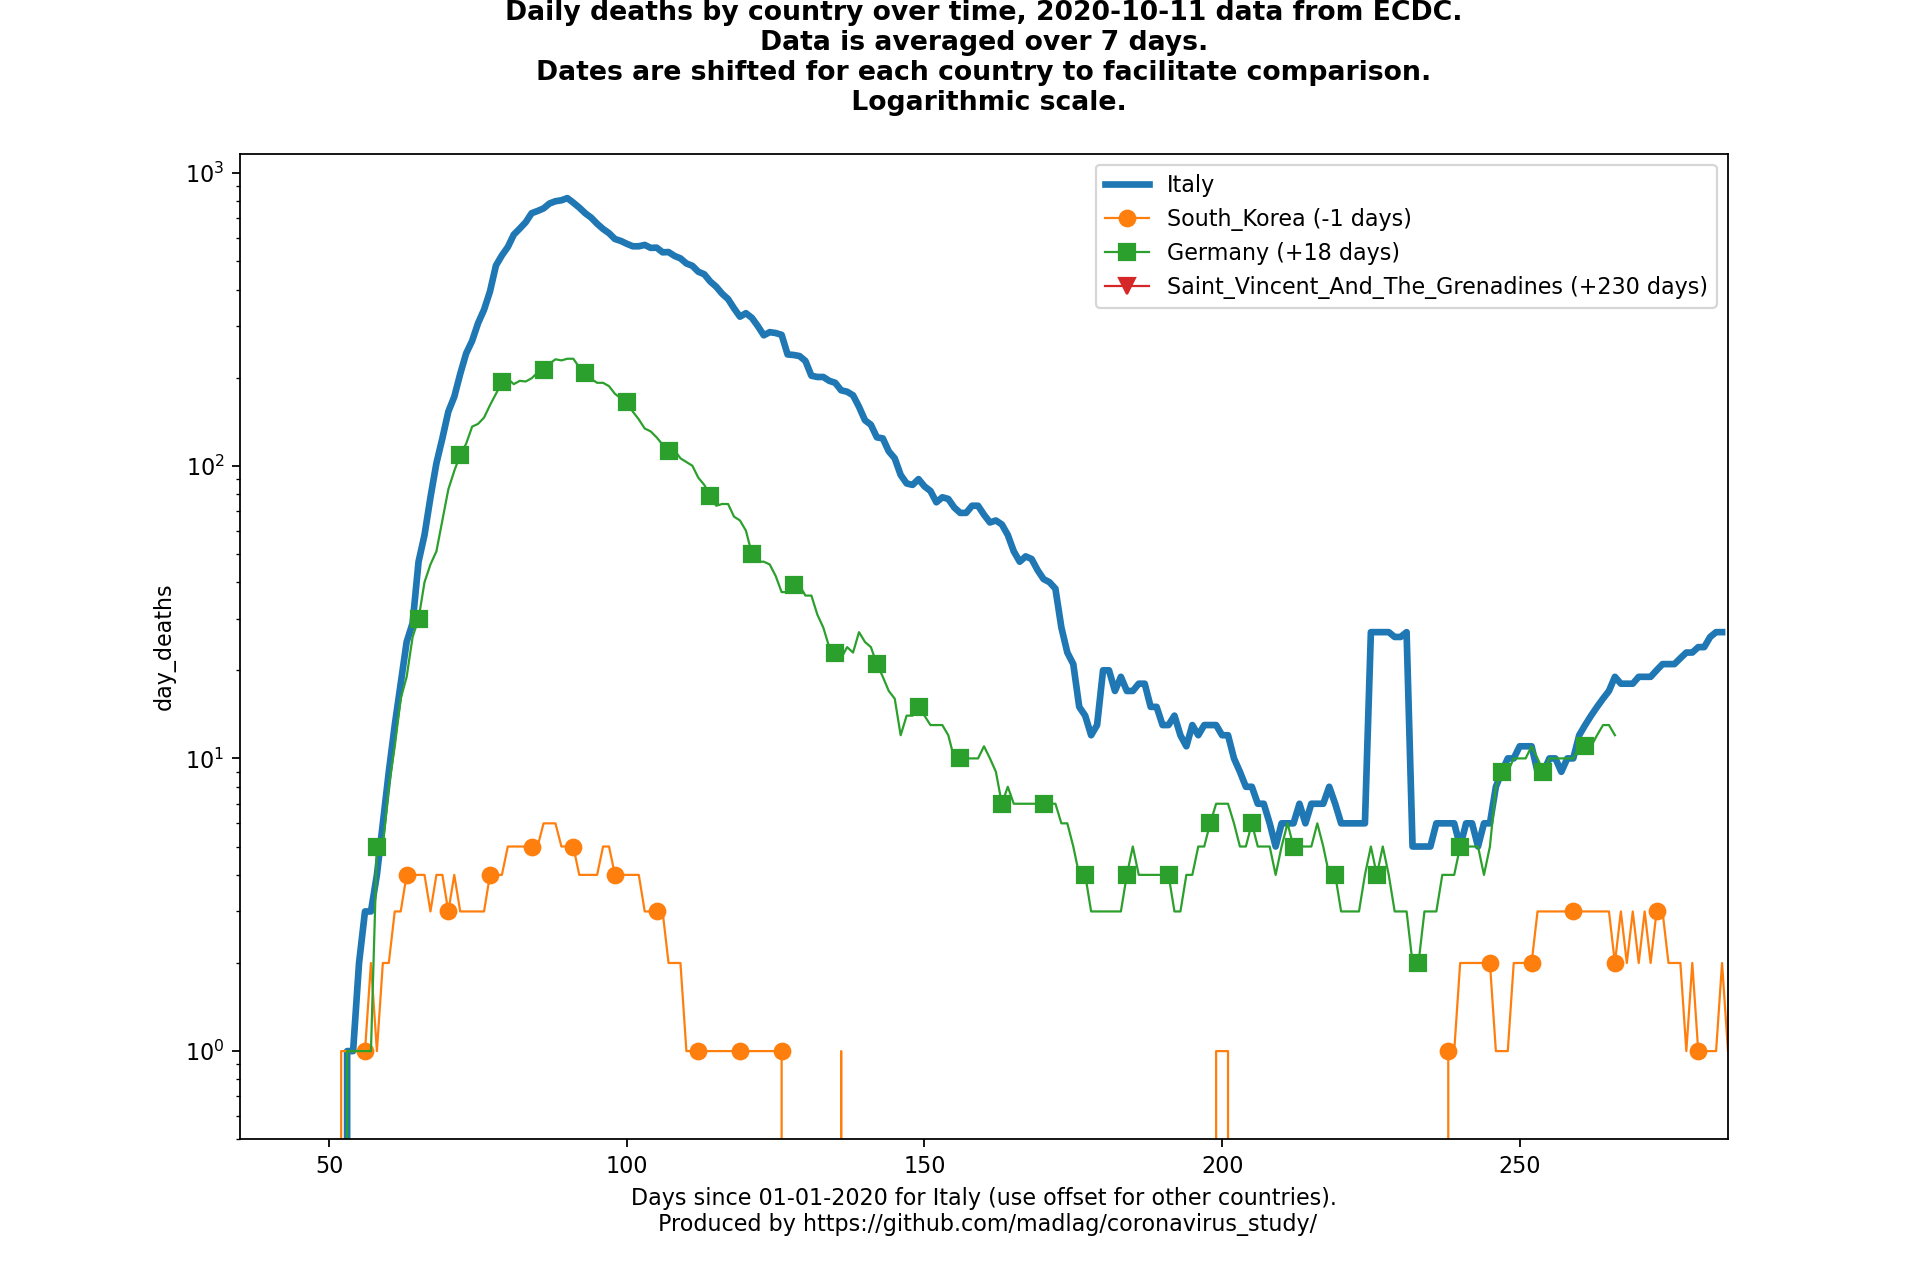 Daily deaths by country over time, 2020-10-11 data from ECDC.
Data is averaged over 7 days.
Dates are shifted for each country to facilitate comparison.
Logarithmic scale.
10³
10²
10¹
10⁰
day_deaths
Italy
South_Korea (-1 days)
Germany (+18 days)
Saint_Vincent_And_The_Grenadines (+230 days)
50 100 150 200 250
Days since 01-01-2020 for Italy (use offset for other countries).
Produced by https://github.com/madlag/coronavirus_study/